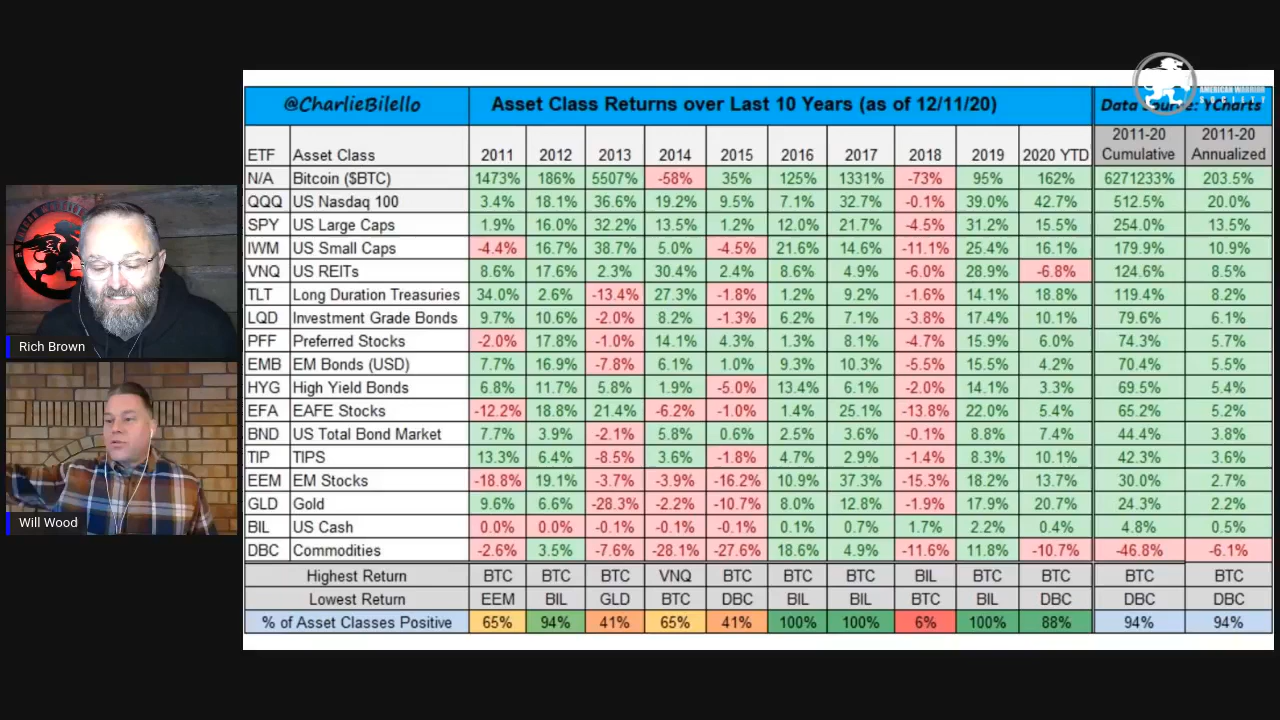 @CharlieBilello Asset Class Returns over Last 10 Years (as of 12/11/20) Data Source: YCharts
AMERICAN WARRIOR
SOCIETY
ETF Asset Class 2011 2012 2013 2014 2015 2016 2017 2018 2019 2020 YTD 2011-20 Cumulative 2011-20 Annualized
N/A Bitcoin ($BTC) 1473% 186% 5507% -58% 35% 125% 1331% -73% 95% 162% 6271233% 203.5%
QQQ US Nasdaq 100 3.4% 18.1% 36.6% 19.2% 9.5% 7.1% 32.7% -0.1% 39.0% 42.7% 512.5% 20.0%
SPY US Large Caps 1.9% 16.0% 32.2% 13.5% 1.2% 12.0% 21.7% -4.5% 31.2% 15.5% 254.0% 13.5%
IWM US Small Caps -4.4% 16.7% 38.7% 5.0% -4.5% 21.6% 14.6% -11.1% 25.4% 16.1% 179.9% 10.9%
VNQ US REITs 8.6% 17.6% 2.3% 30.4% 2.4% 8.6% 4.9% -6.0% 28.9% -6.8% 124.6% 8.5%
TLT Long Duration Treasuries 34.0% 2.6% -13.4% 27.3% -1.8% 1.2% 9.2% -1.6% 14.1% 18.8% 119.4% 8.2%
LQD Investment Grade Bonds 9.7% 10.6% -2.0% 8.2% -1.3% 6.2% 7.1% -3.8% 17.4% 10.1% 79.6% 6.1%
PFF Preferred Stocks -2.0% 17.8% -1.0% 14.1% 4.3% 1.3% 8.1% -4.7% 15.9% 6.0% 74.3% 5.7%
EMB EM Bonds (USD) 7.7% 16.9% -7.8% 6.1% 1.0% 9.3% 10.3% -5.5% 15.5% 4.2% 70.4% 5.5%
HYG High Yield Bonds 6.8% 11.7% 5.8% 1.9% -5.0% 13.4% 6.1% -2.0% 14.1% 3.3% 69.5% 5.4%
EFA EAFE Stocks -12.2% 18.8% 21.4% -6.2% -1.0% 1.4% 25.1% -13.8% 22.0% 5.4% 65.2% 5.2%
BND US Total Bond Market 7.7% 3.9% -2.1% 5.8% 0.6% 2.5% 3.6% -0.1% 8.8% 7.4% 44.4% 3.8%
TIP TIPS 13.3% 6.4% -8.5% 3.6% -1.8% 4.7% 2.9% -1.4% 8.3% 10.1% 42.3% 3.6%
EEM EM Stocks -18.8% 19.1% -3.7% -3.9% -16.2% 10.9% 37.3% -15.3% 18.2% 13.7% 30.0% 2.7%
GLD Gold 9.6% 6.6% -28.3% -2.2% -10.7% 8.0% 12.8% -1.9% 17.9% 20.7% 24.3% 2.2%
BIL US Cash 0.0% 0.0% -0.1% -0.1% -0.1% 0.1% 0.7% 1.7% 2.2% 0.4% 4.8% 0.5%
DBC Commodities -2.6% 3.5% -7.6% -28.1% -27.6% 18.6% 4.9% -11.6% 11.8% -10.7% -46.8% -6.1%
Highest Return BTC BTC BTC VNQ BTC BTC BTC BIL BTC BTC BTC BTC
Lowest Return EEM BIL GLD BTC DBC BIL BIL BTC BIL DBC DBC DBC
% of Asset Classes Positive 65% 94% 41% 65% 41% 100% 100% 6% 100% 88% 94% 94%
Rich Brown
Will Wood